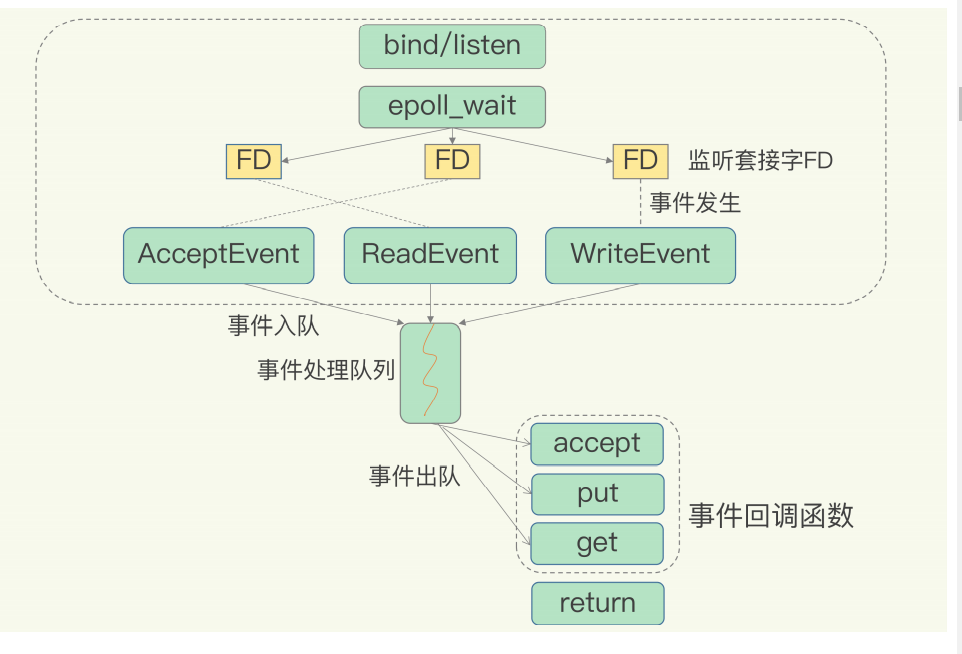 bind/listen
epoll_wait
FD
FD
FD
监听套接字FD
事件发生
AcceptEvent
ReadEvent
WriteEvent
事件入队
事件处理队列
事件出队
accept
put
get
事件回调函数
return